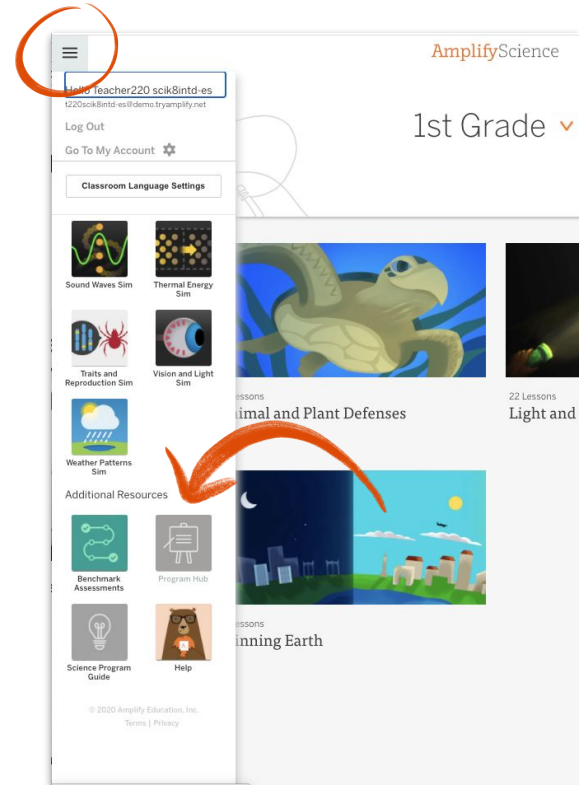 AmplifyScience
Hello Teacher220 scik8intd-es
t220scik8intd-es@demo.tryamplify.net
Log Out
Go To My Account
1st Grade
Classroom Language Settings
Sound Waves Sim
Thermal Energy
Sim
Traits and
Reproduction Sim
Vision and Light
Sim
Weather Patterns
Sim
Additional Resources
Benchmark
Assessments
Program Hub
Science Program
Guide
Help
© 2020 Amplify Education, Inc.
Terms | Privacy
essons
imal and Plant Defenses
22 Lessons
Light and
essons
inning Earth